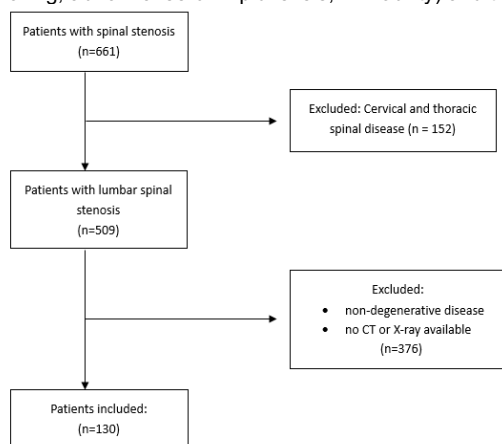 Patients with spinal stenosis
(n=661)
Excluded: Cervical and thoracic
spinal disease (n = 152)
Patients with lumbar spinal
stenosis
(n=509)
Excluded:
• non-degenerative disease
• no CT or X-ray available
(n=376)
Patients included:
(n=130)